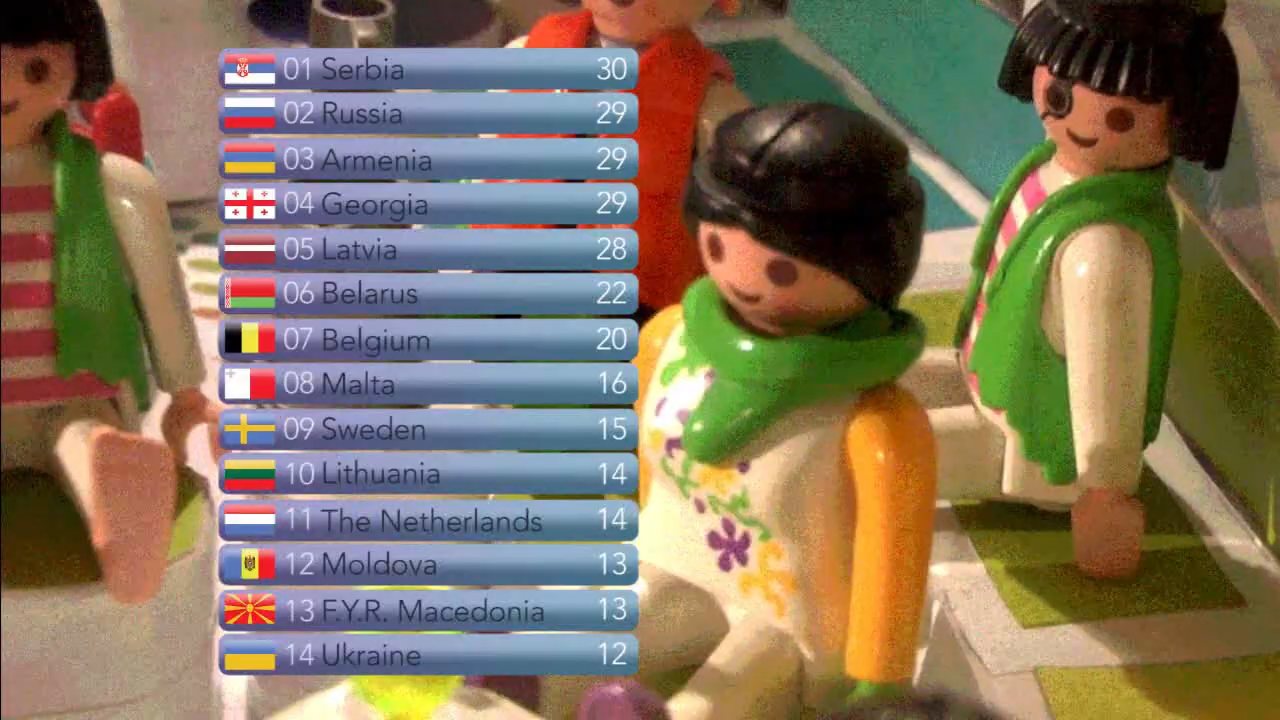 01 Serbia 30
02 Russia 29
03 Armenia 29
04 Georgia 29
05 Latvia 28
06 Belarus 22
07 Belgium 20
08 Malta 16
09 Sweden 15
10 Lithuania 14
11 The Netherlands 14
12 Moldova 13
13 F.Y.R. Macedonia 13
14 Ukraine 12